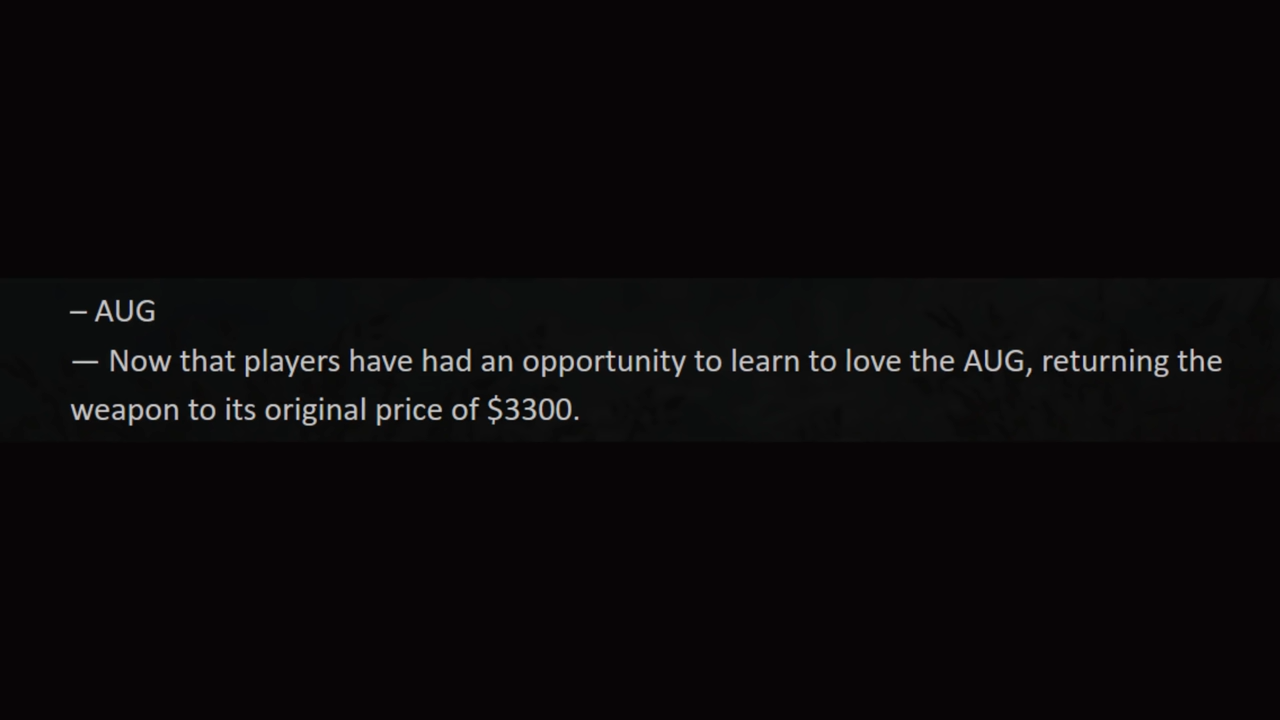 – AUG
— Now that players have had an opportunity to learn to love the AUG, returning the
weapon to its original price of $3300.